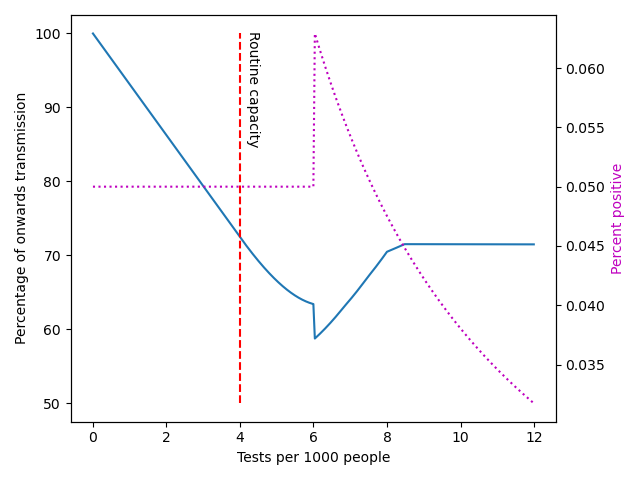 100
90
80
70
60
50
Percentage of onwards transmission
Routine capacity
0.060
0.055
0.050
0.045
0.040
0.035
Percent positive
0 2 4 6 8 10 12
Tests per 1000 people